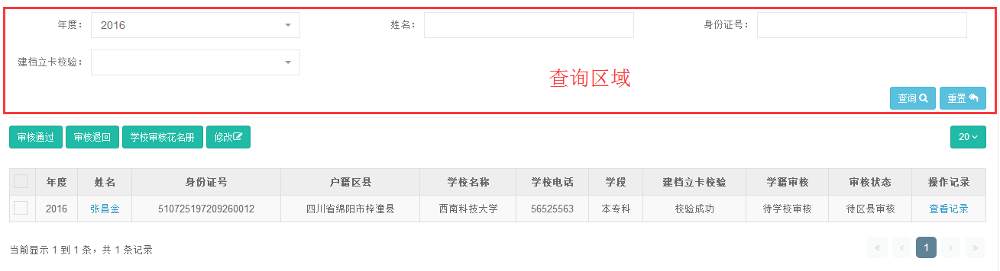 年度： 2016 姓名： 身份证号：
建档立卡校验：
查询区域
查询 重置
审核通过 审核退回 学校审核花名册 修改 20
年度 姓名 身份证号 户籍区县 学校名称 学校电话 学段 建档立卡校验 学籍审核 审核状态 操作记录
2016 张昌金 510725197209260012 四川省绵阳市梓潼县 西南科技大学 56525563 本专科 校验成功 待学校审核 待区县审核 查看记录
当前显示 1 到 1 条，共 1 条记录 « ‹ 1 › »